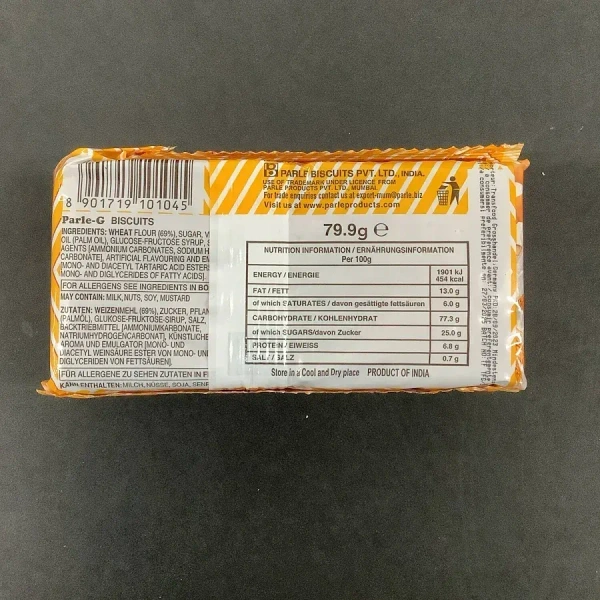 8 901719 101045
PARLE BISCUITS PVT. LTD., INDIA.
USE OF TRADEMARK UNDER LICENCE FROM
PARLE PRODUCTS PVT. LTD., MUMBAI
For trade enquiries contact us at export-mum@parle.biz
Visit us at www.parleproducts.com
Parle-G BISCUITS
INGREDIENTS: WHEAT FLOUR (69%), SUGAR,
OIL (PALM OIL), GLUCOSE-FRUCTOSE SYRUP,
AGENTS [AMMONIUM CARBONATES, SODIUM
CARBONATE], ARTIFICIAL FLAVOURING AND
[MONO- AND DIACETYL TARTARIC ACID ESTERS
MONO- AND DIGLYCERIDES OF FATTY ACIDS].
FOR ALLERGENS SEE INGREDIENTS IN
MAY CONTAIN: MILK, NUTS, SOY, MUSTARD
ZUTATEN: WEIZENMEHL (69%), ZUCKER,
(PALMÖL), GLUKOSE-FRUKTOSE-SIRUP, SALZ,
BACKTRIEBMITTEL [AMMONIUMKARBONATE,
NATRIUMHYDROGENCARBONAT], KÜNSTLICHE
AROMA UND EMULGATOR [MONO- UND
DIACETYL WEINSÄURE ESTER VON MONO- UND
DIGLYCERIDEN VON FETTSÄUREN].
FÜR ALLERGENE ZU SEHEN ZUTATEN IN
KANN ENTHALTEN: MILCH, NÜSSE, SOJA,
79.9g ℮
NUTRITION INFORMATION / ERNÄHRUNGSINFORMATION
Per 100g
ENERGY / ENERGIE 1901 kJ
454 kcal
FAT / FETT 13.0 g
of which SATURATES / davon gesättigte fettsäuren 6.0 g
CARBOHYDRATE / KOHLENHYDRAT 77.3 g
of which SUGARS/davon Zucker 25.0 g
PROTEIN / EIWEISS 6.8 g
SALT / SALZ 0.7 g
Store in a Cool and Dry place PRODUCT OF INDIA